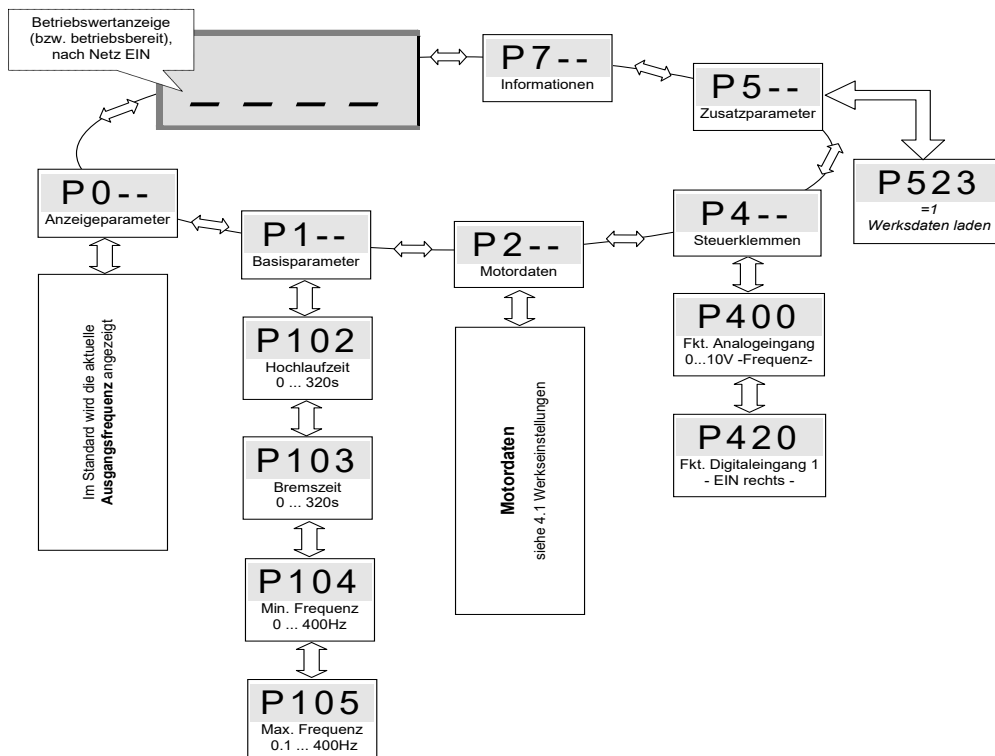 Betriebswertanzeige
(bzw. betriebsbereit),
nach Netz EIN
_ _ _ _
P7--
Informationen
P5--
Zusatzparameter
P523
=1
Werksdaten laden
P0--
Anzeigeparameter
Im Standard wird die aktuelle
Ausgangsfrequenz angezeigt
P1--
Basisparameter
P102
Hochlaufzeit
0 ... 320s
P103
Bremszeit
0 ... 320s
P104
Min. Frequenz
0 ... 400Hz
P105
Max. Frequenz
0.1 ... 400Hz
P2--
Motordaten
Motordaten
siehe 4.1 Werkseinstellungen
P4--
Steuerklemmen
P400
Fkt. Analogeingang
0...10V -Frequenz-
P420
Fkt. Digitaleingang 1
- EIN rechts -